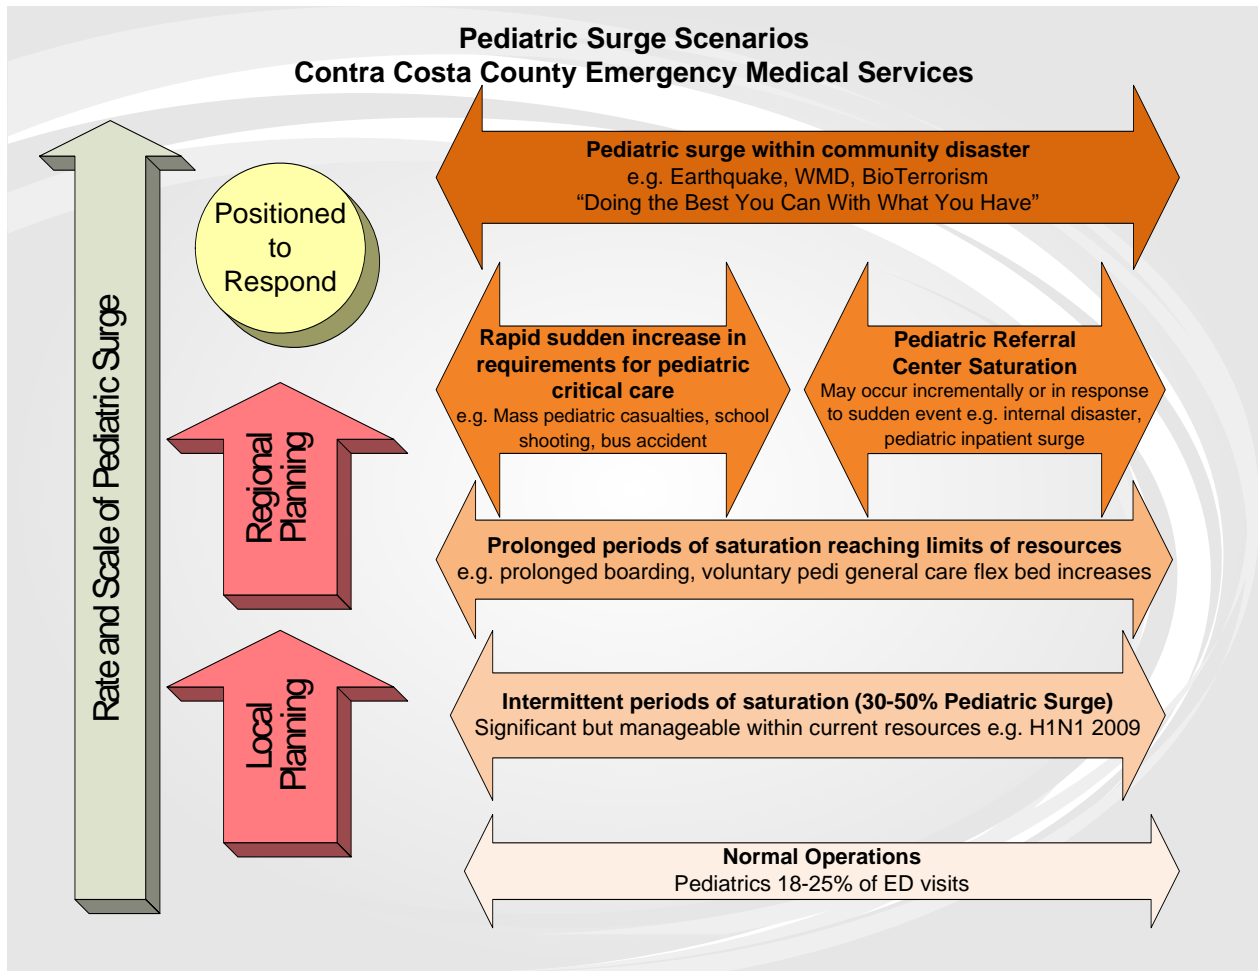 Pediatric Surge Scenarios
Contra Costa County Emergency Medical Services
Rate and Scale of Pediatric Surge
Positioned
to
Respond
Regional
Planning
Local
Planning
Pediatric surge within community disaster
e.g. Earthquake, WMD, BioTerrorism
“Doing the Best You Can With What You Have”
Rapid sudden increase in
requirements for pediatric
critical care
e.g. Mass pediatric casualties, school
shooting, bus accident
Pediatric Referral
Center Saturation
May occur incrementally or in response
to sudden event e.g. internal disaster,
pediatric inpatient surge
Prolonged periods of saturation reaching limits of resources
e.g. prolonged boarding, voluntary pedi general care flex bed increases
Intermittent periods of saturation (30-50% Pediatric Surge)
Significant but manageable within current resources e.g. H1N1 2009
Normal Operations
Pediatrics 18-25% of ED visits